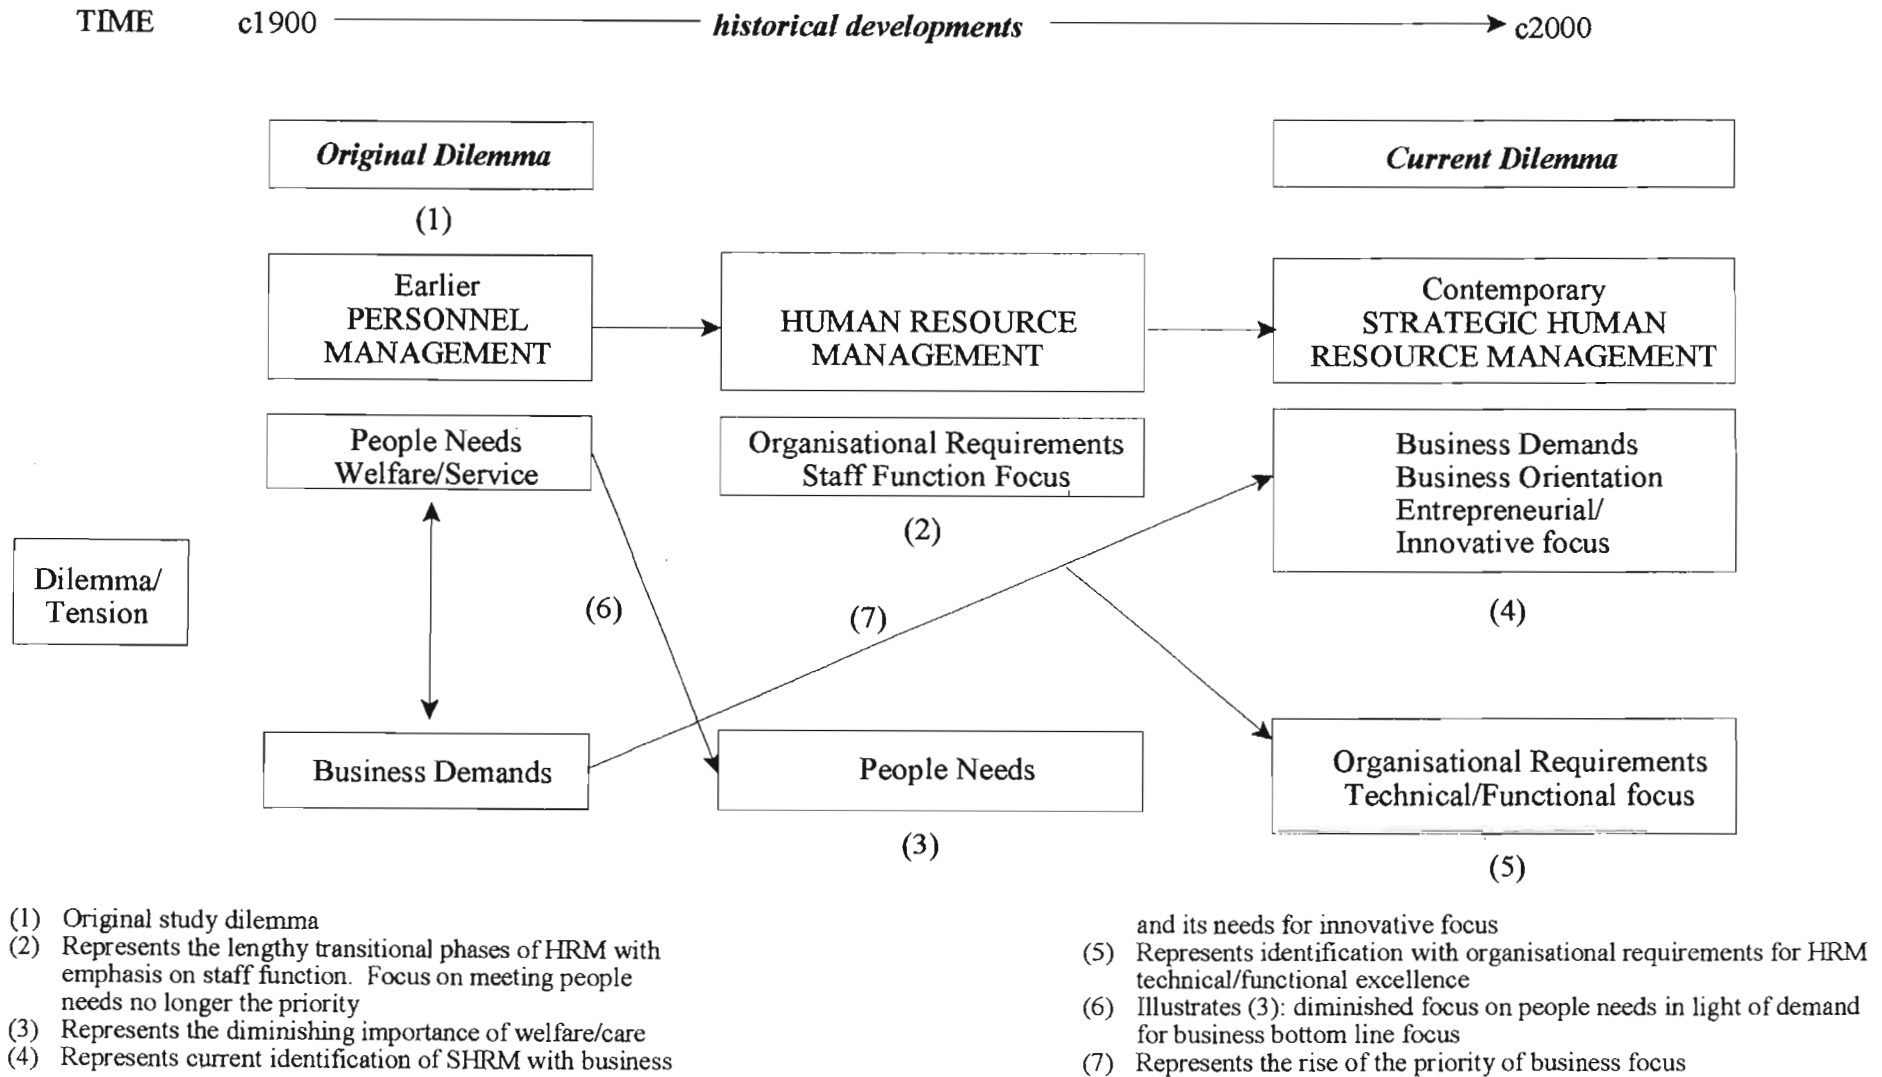 TIME c1900 historical developments c2000
Original Dilemma
Current Dilemma
(1)
Earlier
PERSONNEL
MANAGEMENT
HUMAN RESOURCE
MANAGEMENT
Contemporary
STRATEGIC HUMAN
RESOURCE MANAGEMENT
People Needs
Welfare/Service
Organisational Requirements
Staff Function Focus
(2)
Business Demands
Business Orientation
Entrepreneurial/
Innovative focus
(4)
Dilemma/
Tension
(6)
(7)
Business Demands
People Needs
(3)
Organisational Requirements
Technical/Functional focus
(5)
(1) Original study dilemma
(2) Represents the lengthy transitional phases of HRM with
emphasis on staff function. Focus on meeting people
needs no longer the priority
(3) Represents the diminishing importance of welfare/care
(4) Represents current identification of SHRM with business
and its needs for innovative focus
(5) Represents identification with organisational requirements for HRM
technical/functional excellence
(6) Illustrates (3): diminished focus on people needs in light of demand
for business bottom line focus
(7) Represents the rise of the priority of business focus